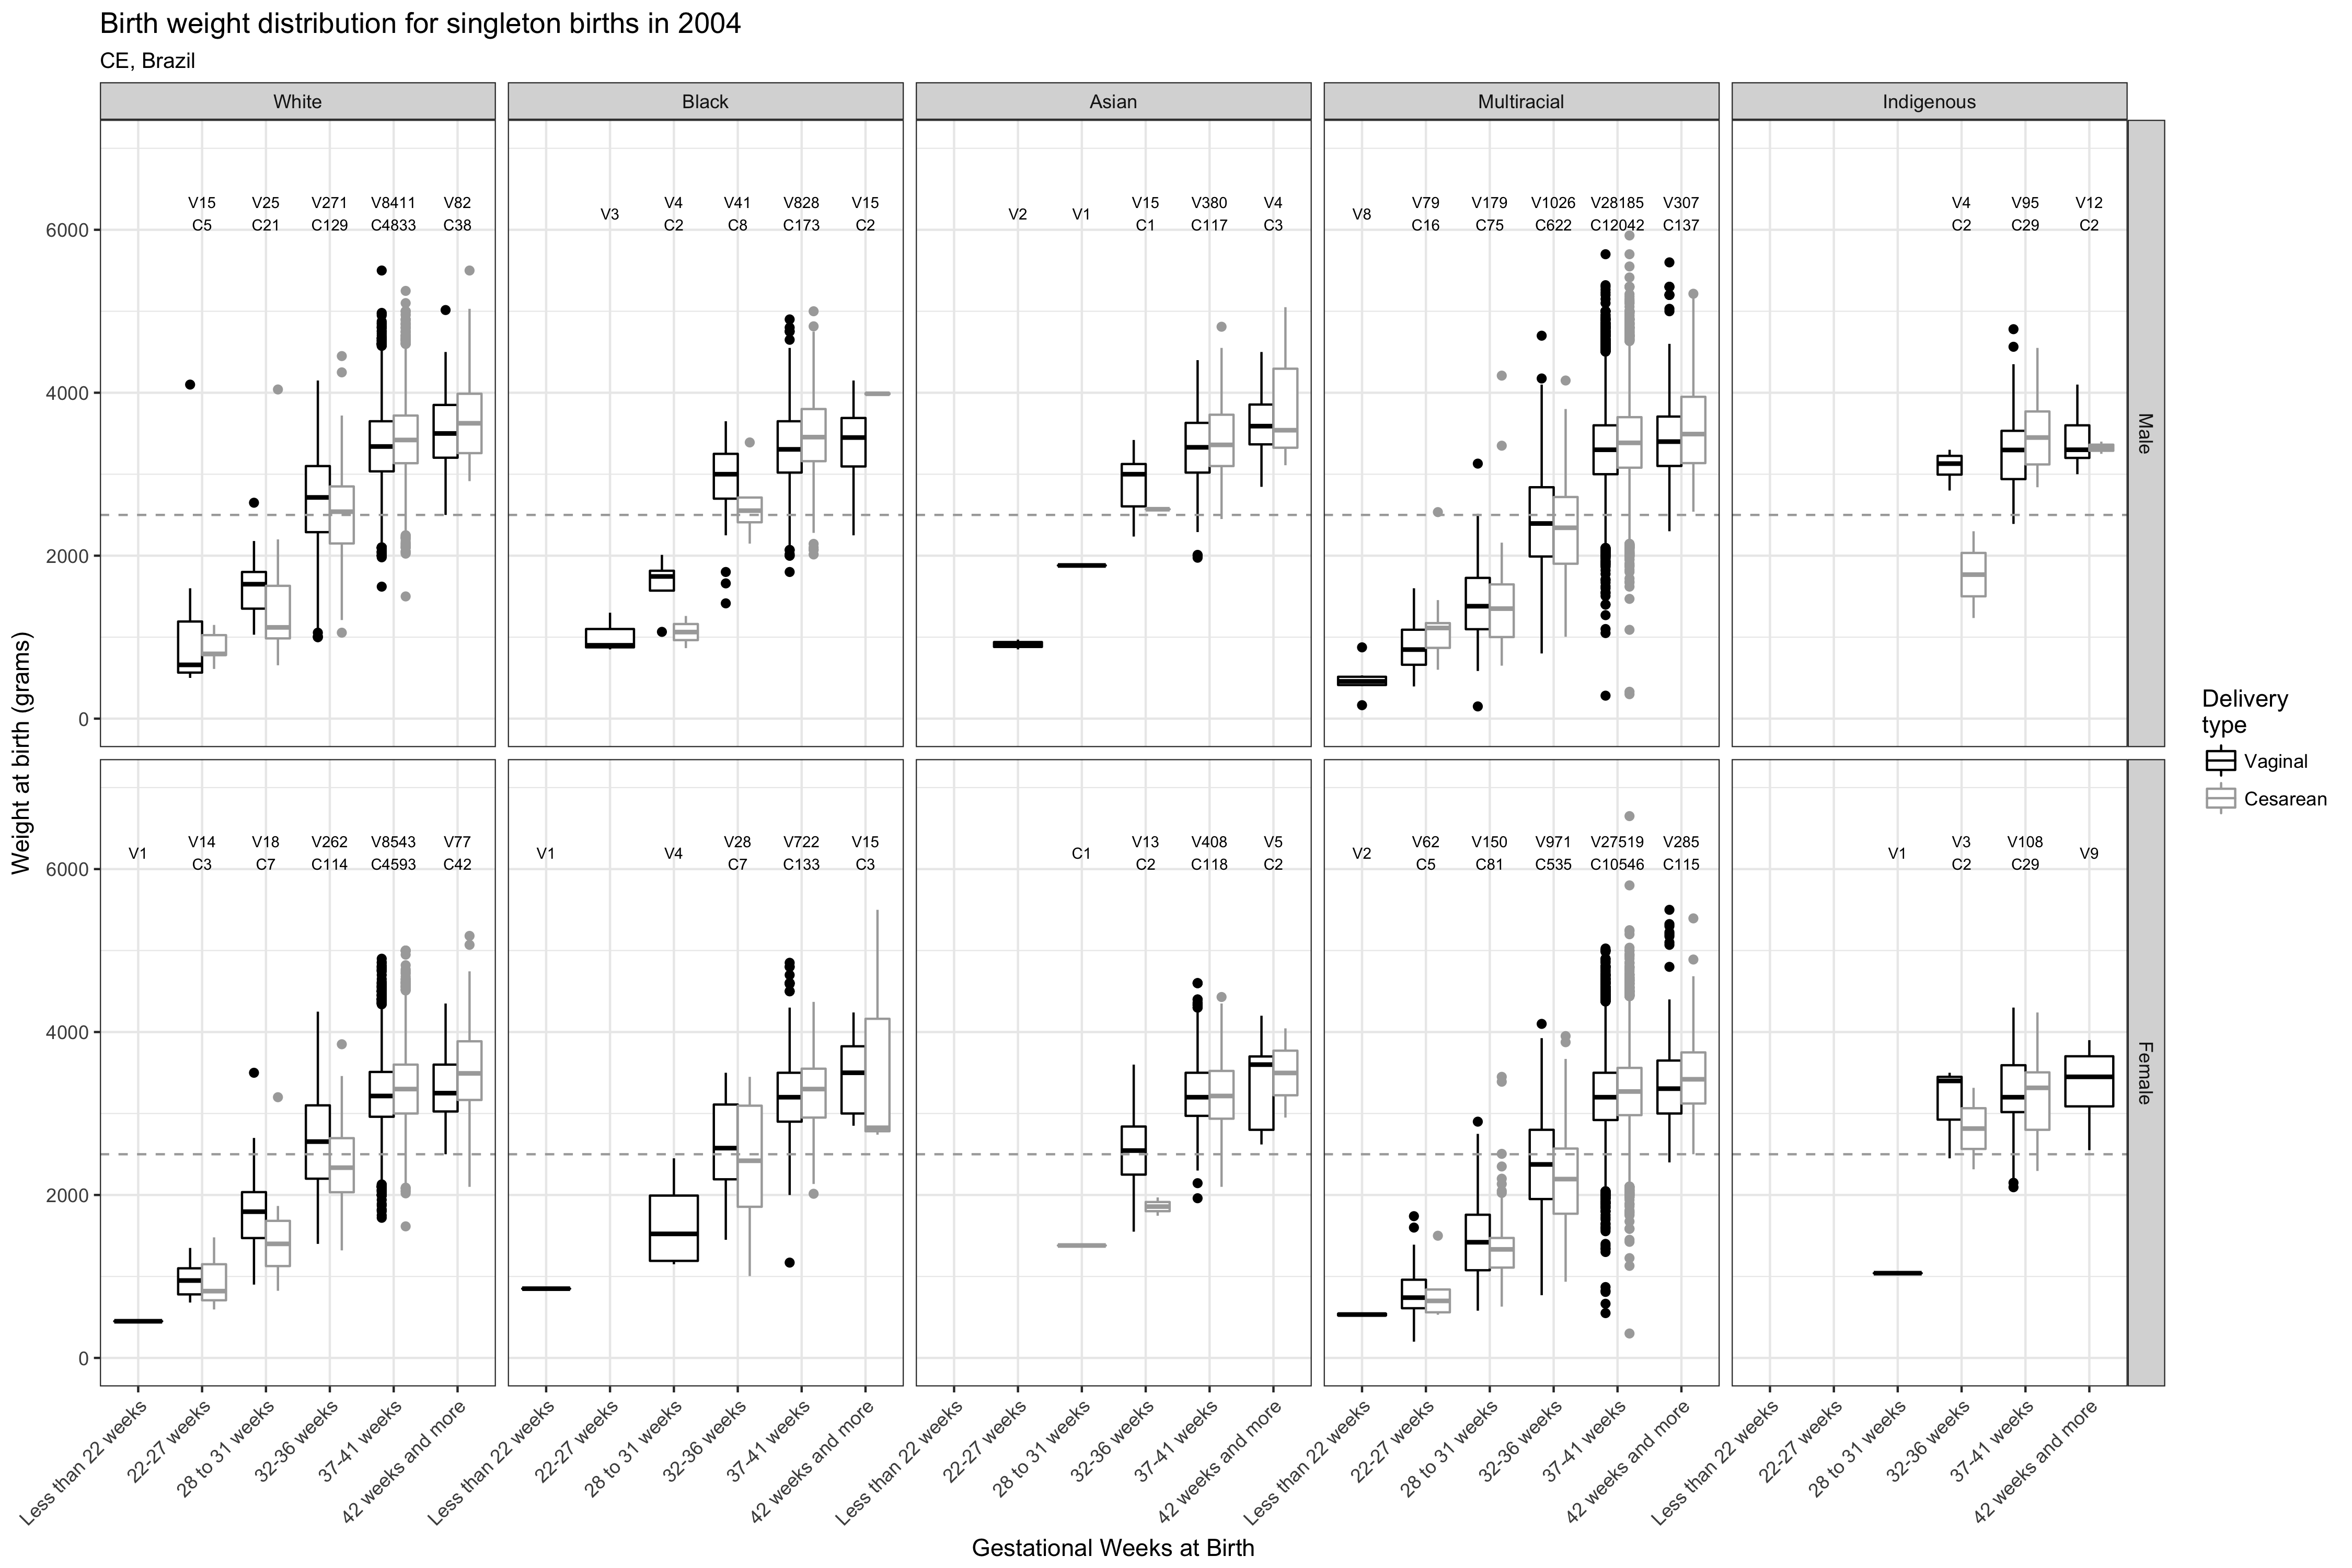 Birth weight distribution for singleton births in 2004
CE, Brazil
White Black Asian Multiracial Indigenous
Weight at birth (grams)
Male
6000
4000
2000
0
V15 V25 V271 V8411 V82
C5 C21 C129 C4833 C38
V3 V4 V41 V828 V15
C2 C8 C173 C2
V2 V1 V15 V380 V4
C1 C117 C3
V8 V79 V179 V1026 V28185 V307
C16 C75 C622 C12042 C137
V4 V95 V12
C2 C29 C2
Female
6000
4000
2000
0
V1 V14 V18 V262 V8543 V77
C3 C7 C114 C4593 C42
V1 V4 V28 V722 V15
C7 C133 C3
C1 V13 V408 V5
C2 C118 C2
V2 V62 V150 V971 V27519 V285
C5 C81 C535 C10546 C115
V1 V3 V108 V9
C2 C29
Less than 22 weeks 22-27 weeks 28 to 31 weeks 32-36 weeks 37-41 weeks 42 weeks and more
Less than 22 weeks 22-27 weeks 28 to 31 weeks 32-36 weeks 37-41 weeks 42 weeks and more
Less than 22 weeks 22-27 weeks 28 to 31 weeks 32-36 weeks 37-41 weeks 42 weeks and more
Less than 22 weeks 22-27 weeks 28 to 31 weeks 32-36 weeks 37-41 weeks 42 weeks and more
Less than 22 weeks 22-27 weeks 28 to 31 weeks 32-36 weeks 37-41 weeks 42 weeks and more
Gestational Weeks at Birth
Delivery
type
Vaginal
Cesarean